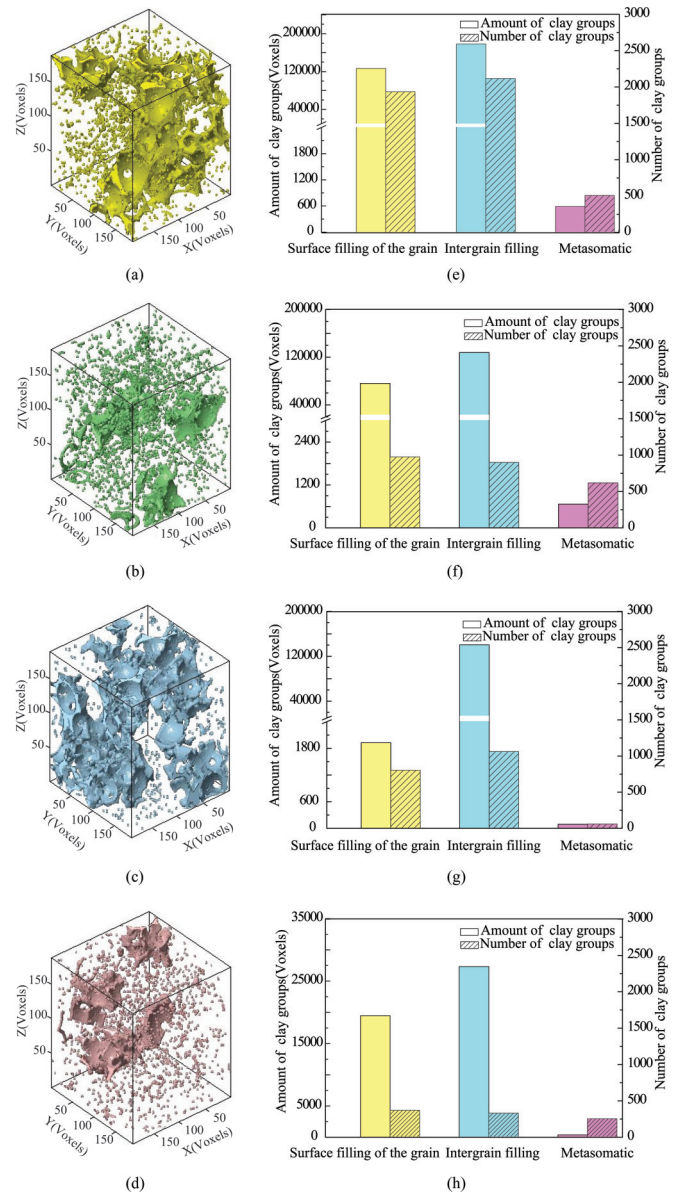 150
100
50
Z(Voxels)
50
100
150
Y(Voxels)
50
100
150
X(Voxels)
(a)
Amount of clay groups(Voxels)
200000
120000
40000
1800
1200
600
0
Amount of clay groups
Number of clay groups
3000
2500
2000
1500
1000
500
0
Number of clay groups
Surface filling of the grain
Intergrain filling
Metasomatic
(e)
150
100
50
Z(Voxels)
50
100
150
Y(Voxels)
50
100
150
X(Voxels)
(b)
Amount of clay groups(Voxels)
200000
120000
40000
2400
1200
0
Amount of clay groups
Number of clay groups
3000
2500
2000
1500
1000
500
0
Number of clay groups
Surface filling of the grain
Intergrain filling
Metasomatic
(f)
150
100
50
Z(Voxels)
50
100
150
Y(Voxels)
50
100
150
X(Voxels)
(c)
Amount of clay groups(Voxels)
200000
120000
40000
1800
600
0
Amount of clay groups
Number of clay groups
3000
2500
2000
1500
1000
500
0
Number of clay groups
Surface filling of the grain
Intergrain filling
Metasomatic
(g)
150
100
50
Z(Voxels)
50
100
150
Y(Voxels)
50
100
150
X(Voxels)
(d)
Amount of clay groups(Voxels)
35000
25000
15000
5000
0
Amount of clay groups
Number of clay groups
3000
2500
2000
1500
1000
500
0
Number of clay groups
Surface filling of the grain
Intergrain filling
Metasomatic
(h)